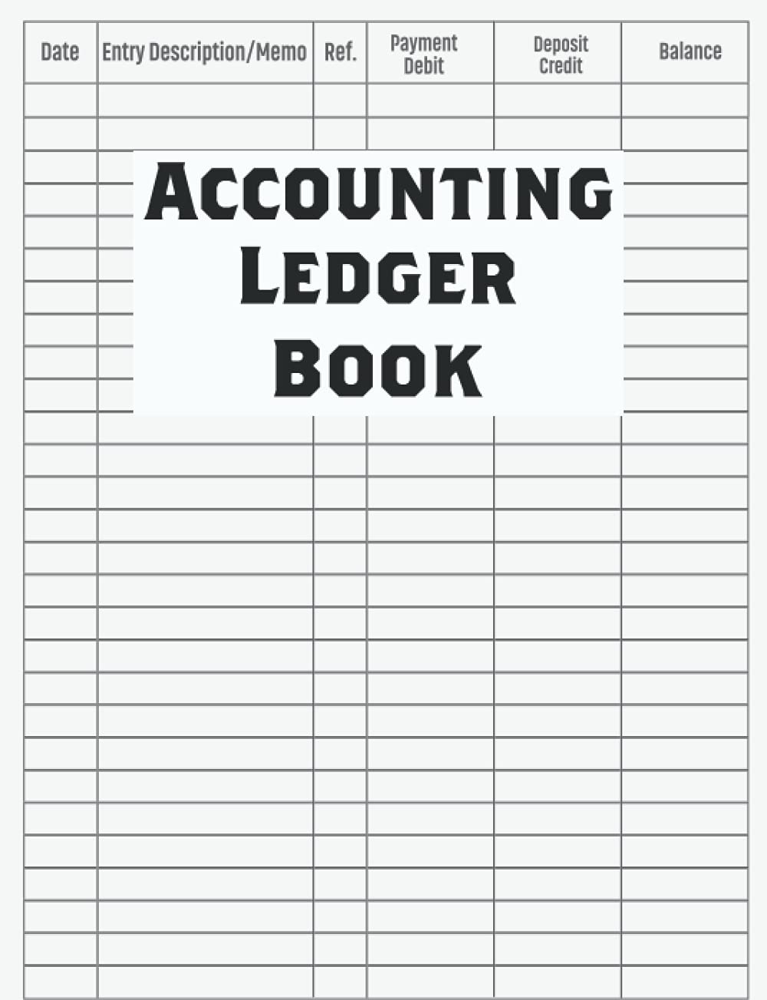 Date Entry Description/Memo Ref. Payment Debit Deposit Credit Balance
Accounting
Ledger
Book